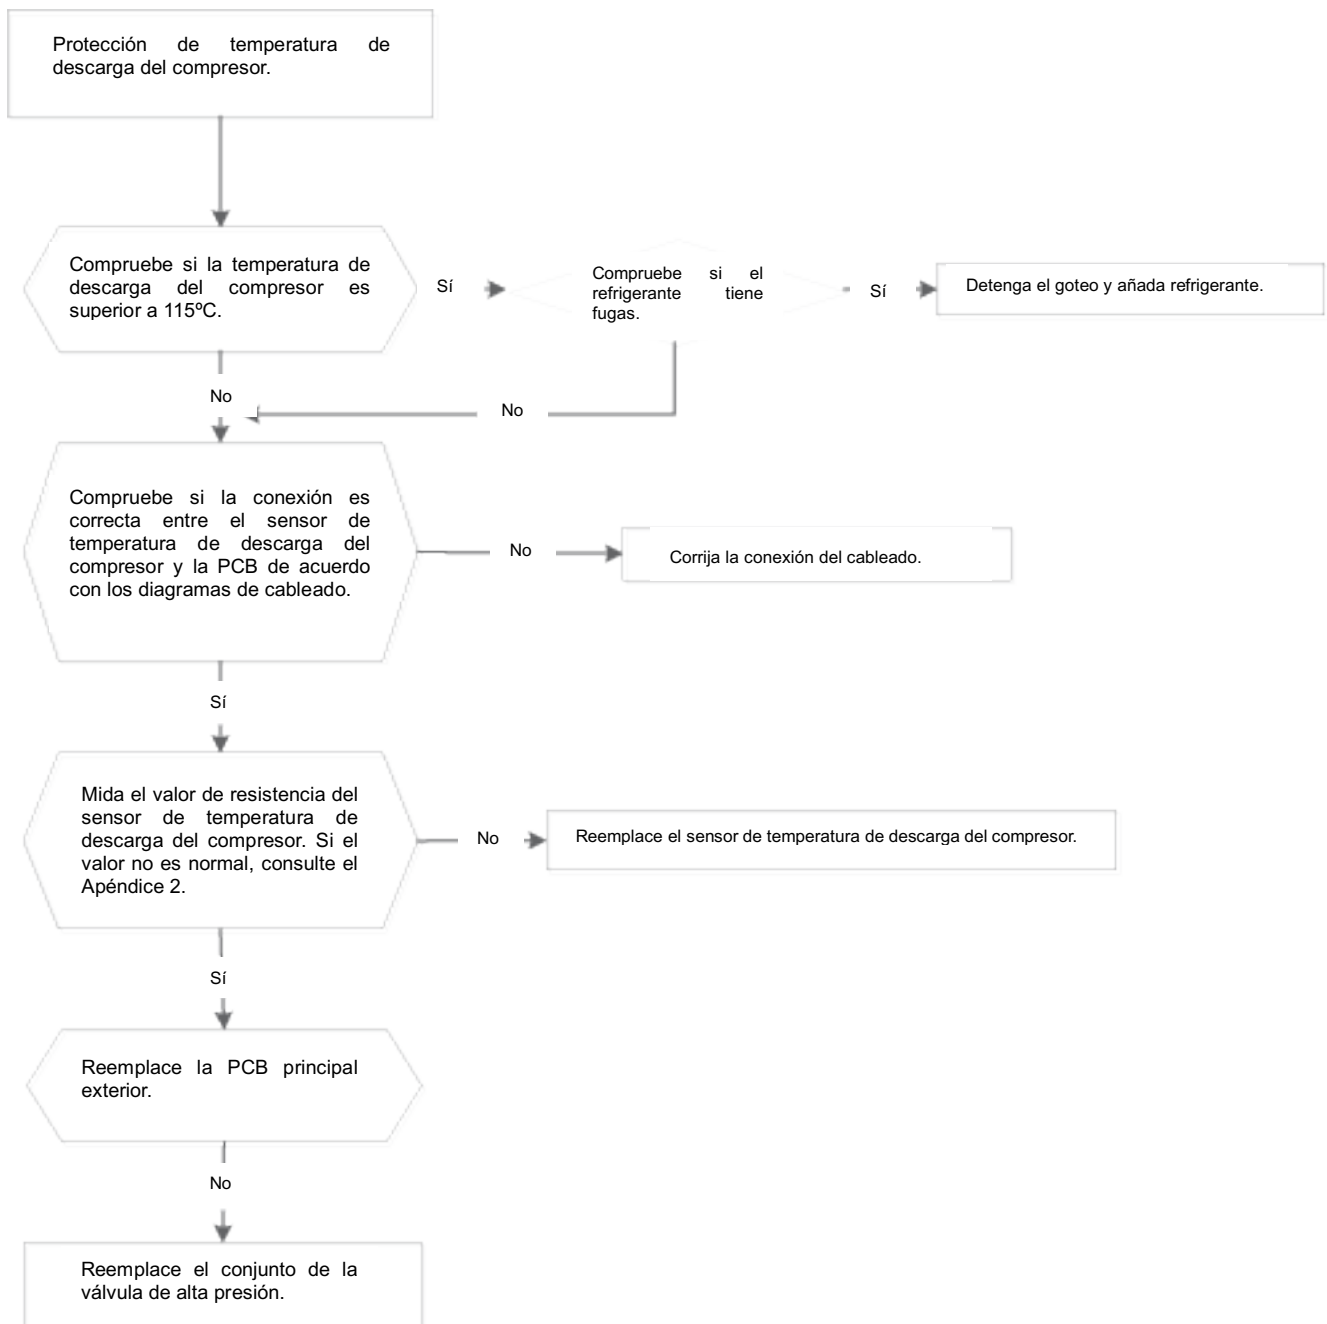 Protección de temperatura de
descarga del compresor.
Compruebe si la temperatura de
descarga del compresor es
superior a 115ºC.
Sí
Compruebe si el
refrigerante tiene
fugas.
Sí
Detenga el goteo y añada refrigerante.
No
No
Compruebe si la conexión es
correcta entre el sensor de
temperatura de descarga del
compresor y la PCB de acuerdo
con los diagramas de cableado.
No
Corrija la conexión del cableado.
Sí
Mida el valor de resistencia del
sensor de temperatura de
descarga del compresor. Si el
valor no es normal, consulte el
Apéndice 2.
No
Reemplace el sensor de temperatura de descarga del compresor.
Sí
Reemplace la PCB principal
exterior.
No
Reemplace el conjunto de la
válvula de alta presión.